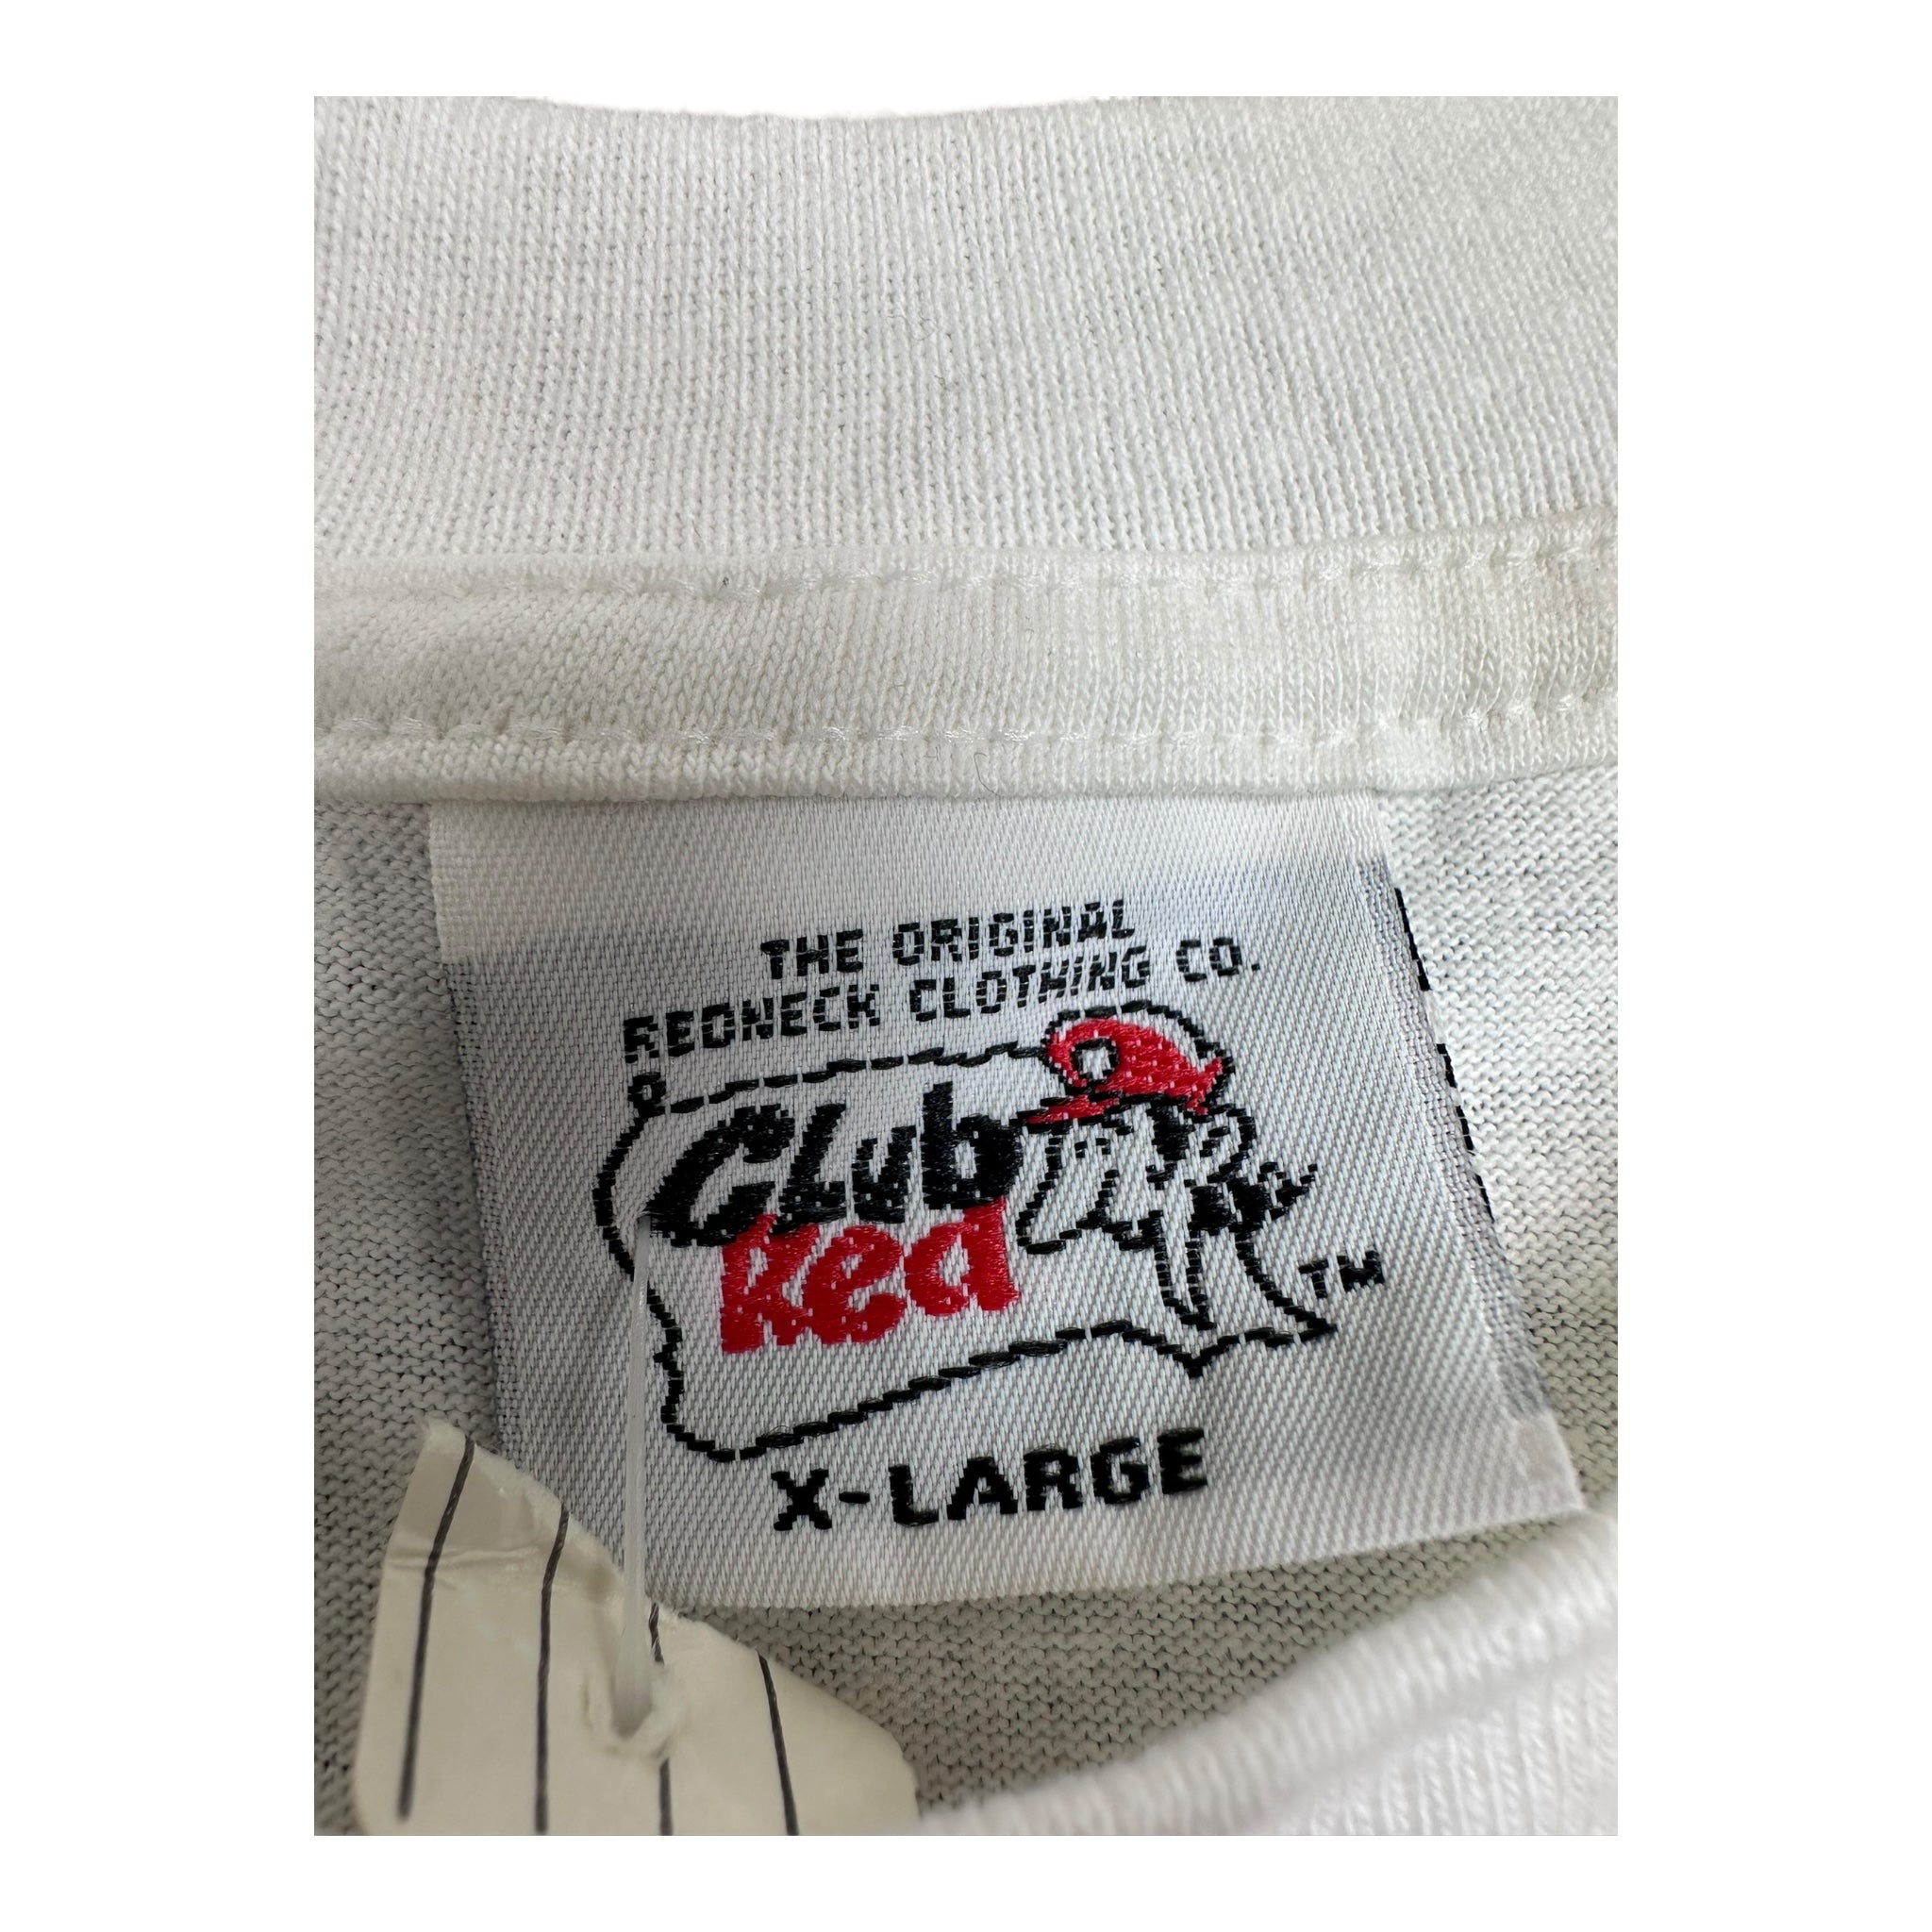 THE ORIGINAL
REDNECK CLOTHING CO.
Club
Red
TM
X-LARGE